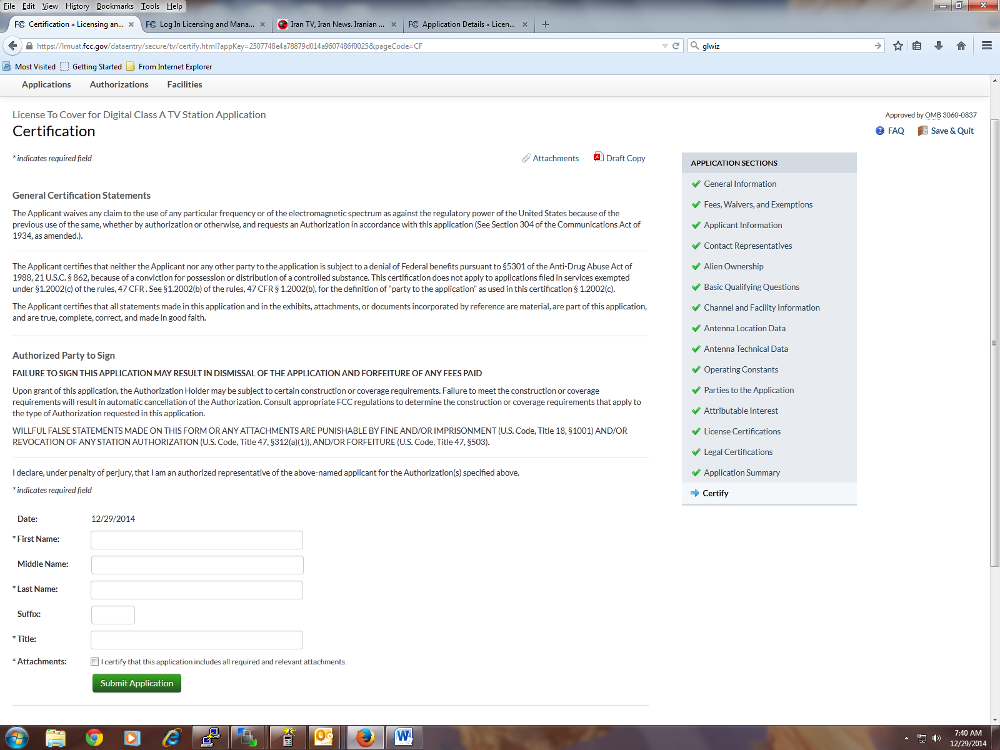 File Edit View History Bookmarks Tools Help
FC Certification « Licensing an... × FC Log In Licensing and Mana... × Iran TV, Iran News. Iranian ... × FC Application Details « Licen... × +
https://lmuat.fcc.gov/dataentry/secure/tv/certify.html?appKey=2507748e4a78879d014a9607486f0025&pageCode=CF glwiz
Most Visited Getting Started From Internet Explorer
Applications Authorizations Facilities
License To Cover for Digital Class A TV Station Application
Approved by OMB 3060-0837
Certification
FAQ Save & Quit
* indicates required field
Attachments Draft Copy
General Certification Statements
The Applicant waives any claim to the use of any particular frequency or of the electromagnetic spectrum as against the regulatory power of the United States because of the
previous use of the same, whether by authorization or otherwise, and requests an Authorization in accordance with this application (See Section 304 of the Communications Act of
1934, as amended.).
The Applicant certifies that neither the Applicant nor any other party to the application is subject to a denial of Federal benefits pursuant to §5301 of the Anti-Drug Abuse Act of
1988, 21 U.S.C. § 862, because of a conviction for possession or distribution of a controlled substance. This certification does not apply to applications filed in services exempted
under §1.2002(c) of the rules, 47 CFR . See §1.2002(b) of the rules, 47 CFR § 1.2002(b), for the definition of "party to the application" as used in this certification § 1.2002(c).
The Applicant certifies that all statements made in this application and in the exhibits, attachments, or documents incorporated by reference are material, are part of this application,
and are true, complete, correct, and made in good faith.
Authorized Party to Sign
FAILURE TO SIGN THIS APPLICATION MAY RESULT IN DISMISSAL OF THE APPLICATION AND FORFEITURE OF ANY FEES PAID
Upon grant of this application, the Authorization Holder may be subject to certain construction or coverage requirements. Failure to meet the construction or coverage
requirements will result in automatic cancellation of the Authorization. Consult appropriate FCC regulations to determine the construction or coverage requirements that apply to
the type of Authorization requested in this application.
WILLFUL FALSE STATEMENTS MADE ON THIS FORM OR ANY ATTACHMENTS ARE PUNISHABLE BY FINE AND/OR IMPRISONMENT (U.S. Code, Title 18, §1001) AND/OR
REVOCATION OF ANY STATION AUTHORIZATION (U.S. Code, Title 47, §312(a)(1)), AND/OR FORFEITURE (U.S. Code, Title 47, §503).
I declare, under penalty of perjury, that I am an authorized representative of the above-named applicant for the Authorization(s) specified above.
* indicates required field
Date: 12/29/2014
* First Name:
Middle Name:
* Last Name:
Suffix:
* Title:
* Attachments: I certify that this application includes all required and relevant attachments.
Submit Application
APPLICATION SECTIONS
General Information
Fees, Waivers, and Exemptions
Applicant Information
Contact Representatives
Alien Ownership
Basic Qualifying Questions
Channel and Facility Information
Antenna Location Data
Antenna Technical Data
Operating Constants
Parties to the Application
Attributable Interest
License Certifications
Legal Certifications
Application Summary
Certify
7:40 AM
12/29/2014